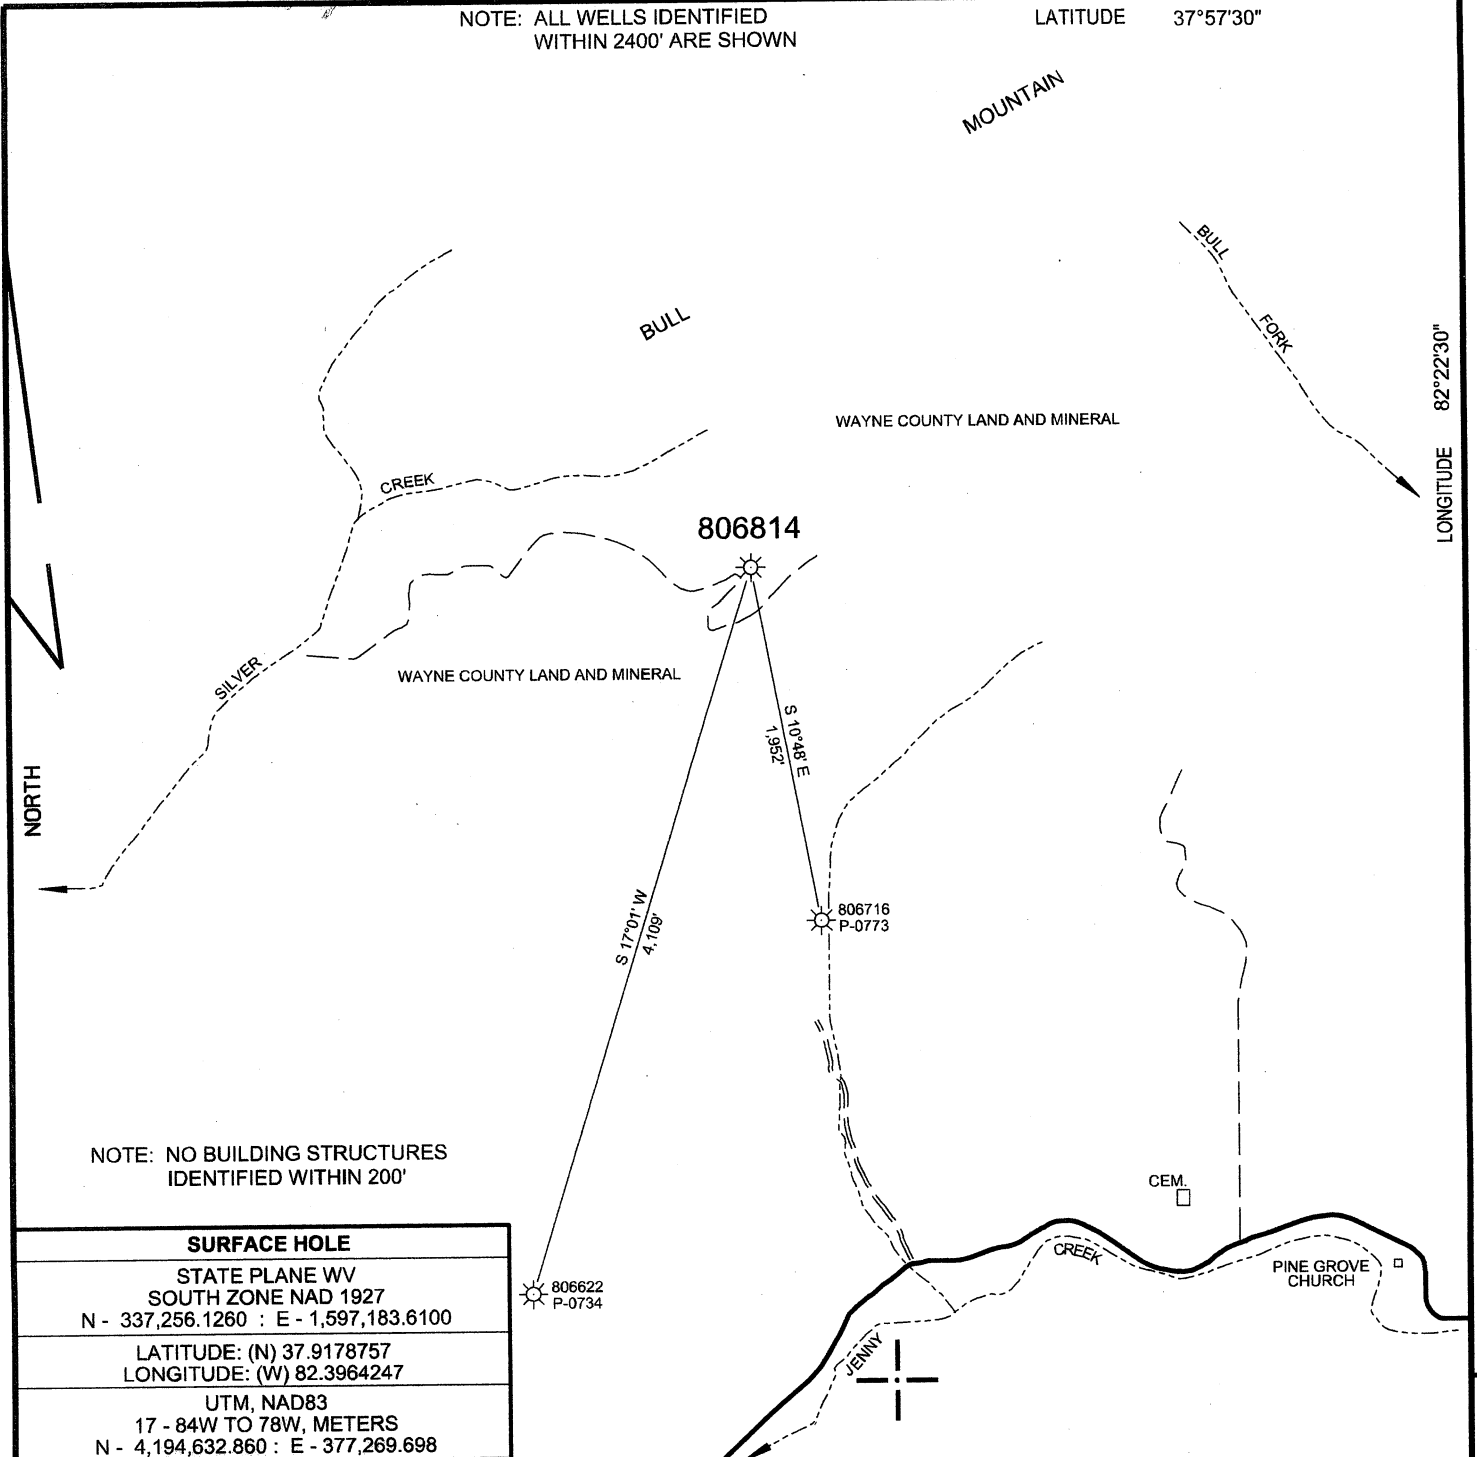 NOTE: ALL WELLS IDENTIFIED
WITHIN 2400' ARE SHOWN
LATITUDE 37°57'30"
MOUNTAIN
BULL
FORK
BULL
LONGITUDE 82°22'30"
WAYNE COUNTY LAND AND MINERAL
CREEK
806814
SILVER
WAYNE COUNTY LAND AND MINERAL
S 10°48' E
1,952'
NORTH
S 17°01' W
4,109'
806716
P-0773
NOTE: NO BUILDING STRUCTURES
IDENTIFIED WITHIN 200'
CEM.
CREEK
PINE GROVE
CHURCH
JENNY
806622
P-0734
SURFACE HOLE
STATE PLANE WV
SOUTH ZONE NAD 1927
N - 337,256.1260 : E - 1,597,183.6100
LATITUDE: (N) 37.9178757
LONGITUDE: (W) 82.3964247
UTM, NAD83
17 - 84W TO 78W, METERS
N - 4,194,632.860 : E - 377,269.698